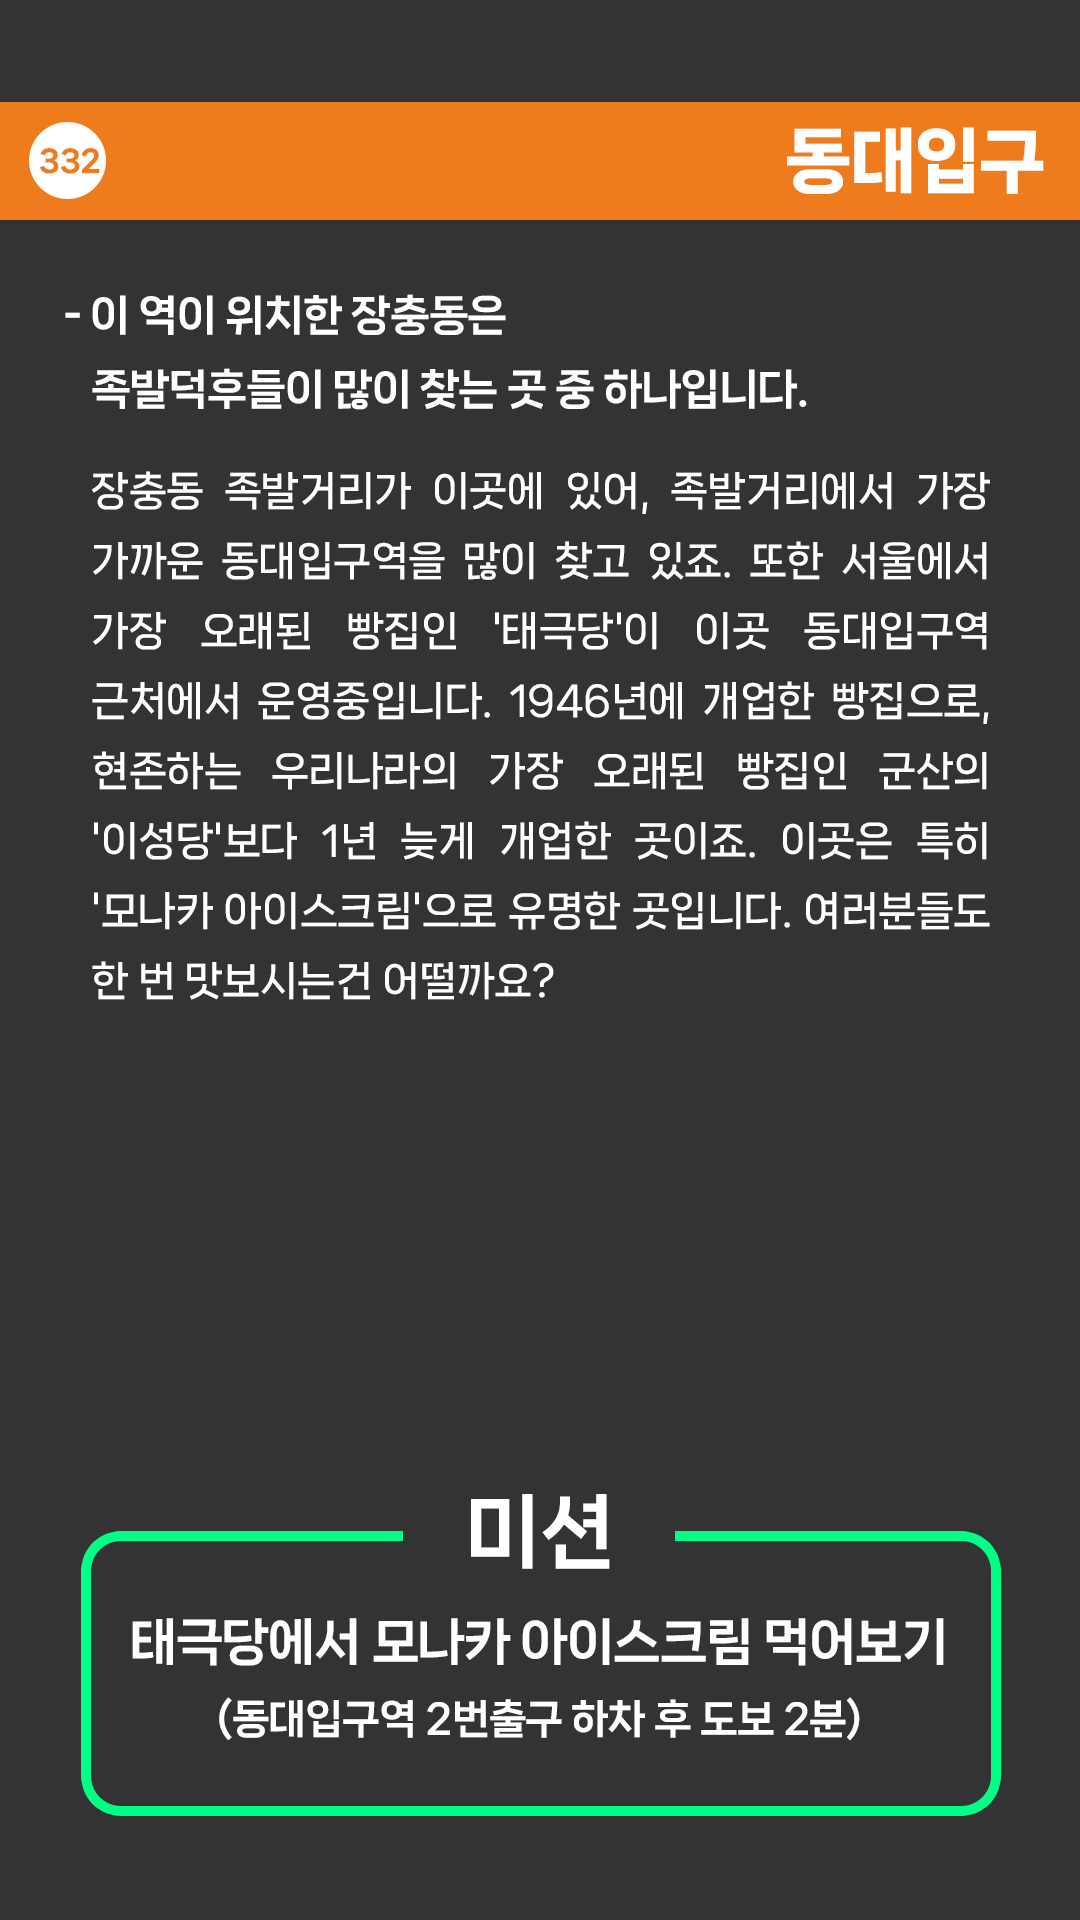 332
동대입구
- 이 역이 위치한 장충동은
족발덕후들이 많이 찾는 곳 중 하나입니다.
장충동 족발거리가 이곳에 있어, 족발거리에서 가장
가까운 동대입구역을 많이 찾고 있죠. 또한 서울에서
가장 오래된 빵집인 '태극당'이 이곳 동대입구역
근처에서 운영중입니다. 1946년에 개업한 빵집으로,
현존하는 우리나라의 가장 오래된 빵집인 군산의
'이성당'보다 1년 늦게 개업한 곳이죠. 이곳은 특히
'모나카 아이스크림'으로 유명한 곳입니다. 여러분들도
한 번 맛보시는건 어떨까요?
미션
태극당에서 모나카 아이스크림 먹어보기
(동대입구역 2번출구 하차 후 도보 2분)